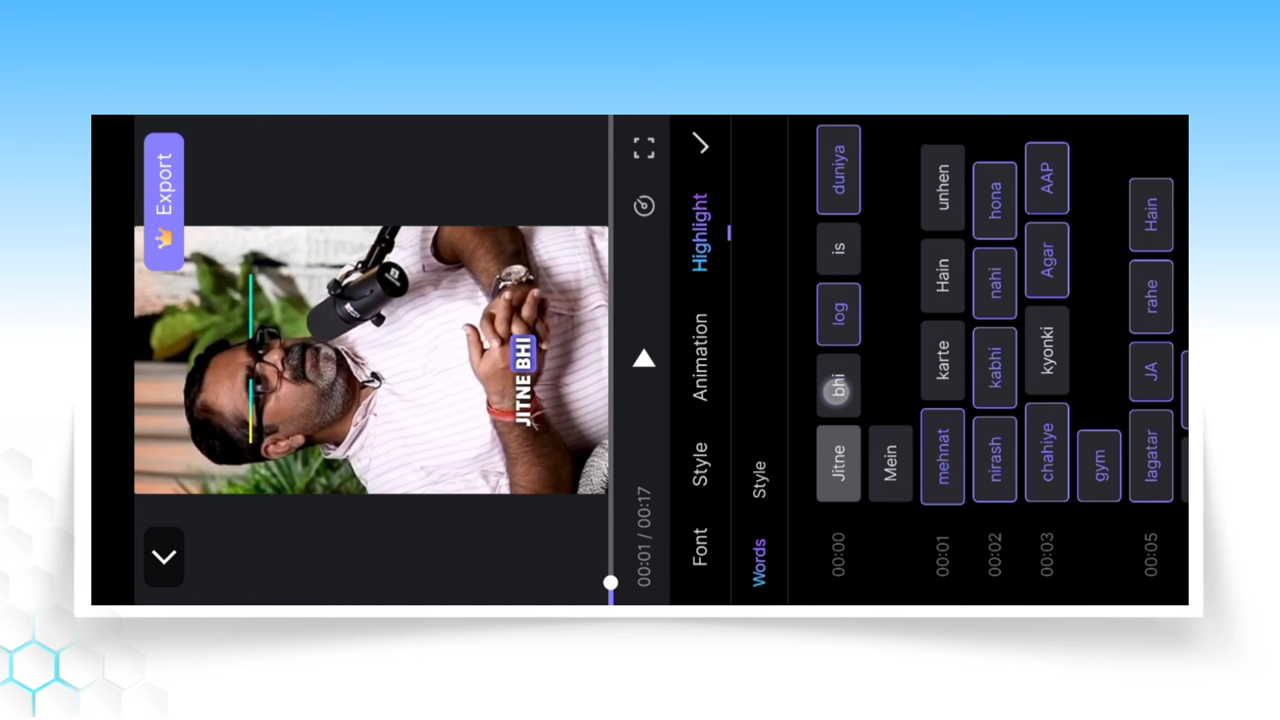 Export
JITNE BHI
00:01 / 00:17
Font Style Animation Highlight
Words Style
00:00 Jitne bhi log is duniya
Mein
00:01 mehnat karte Hain unhen
00:02 nirash kabhi nahi hona
00:03 chahiye kyonki Agar AAP
gym
00:05 lagatar JA rahe Hain